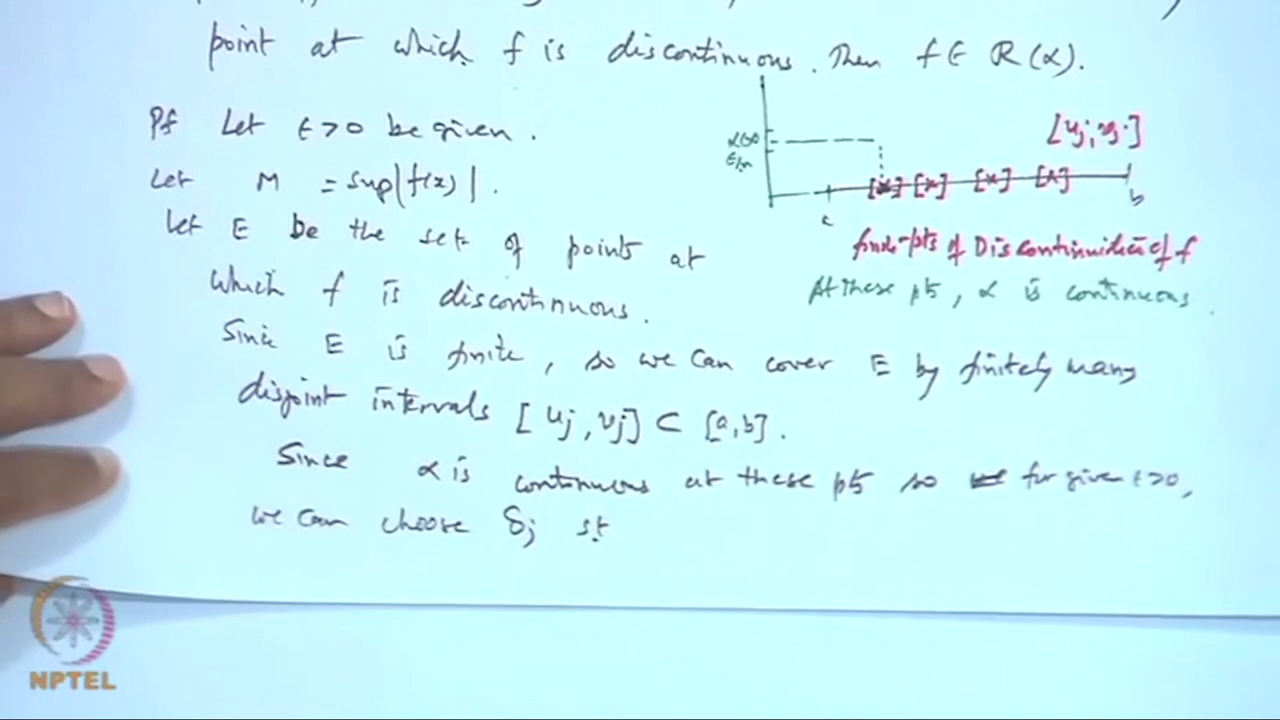 point at which f is discontinuous. Then f ∈ R(α).
Pf Let ε>0 be given.
Let M = sup|f(x)|.
Let E be the set of points at
which f is discontinuous.
Since E is finite, so we can cover E by finitely many
disjoint intervals [uj, vj] ⊂ [a,b].
Since α is continuous at these pts so for given ε>0,
we can choose δj st
[uj, vj]
b
finite pts of Discontinuities of f
At these pts, α is continuous
NPTEL